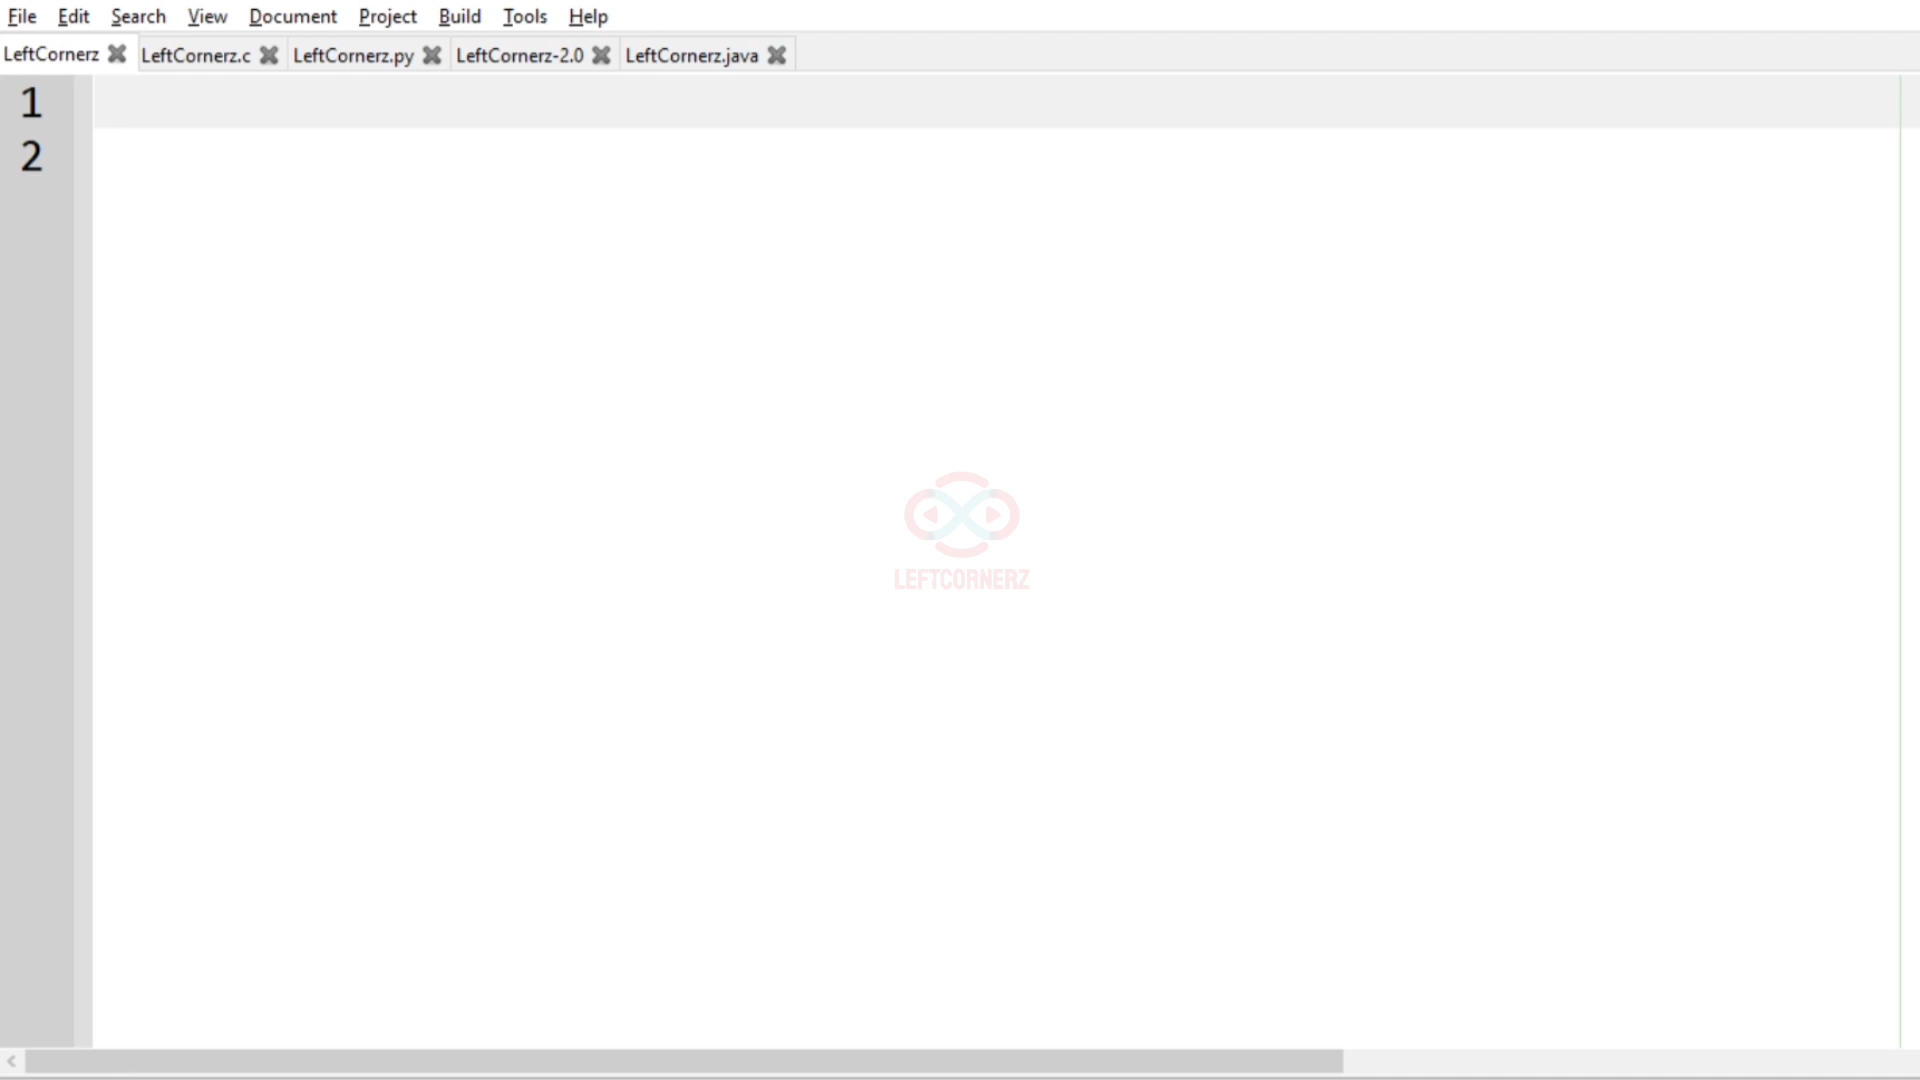 File Edit Search View Document Project Build Tools Help
LeftCornerz LeftCornerz.c LeftCornerz.py LeftCornerz-2.0 LeftCornerz.java
1
2
LEFTCORNERZ